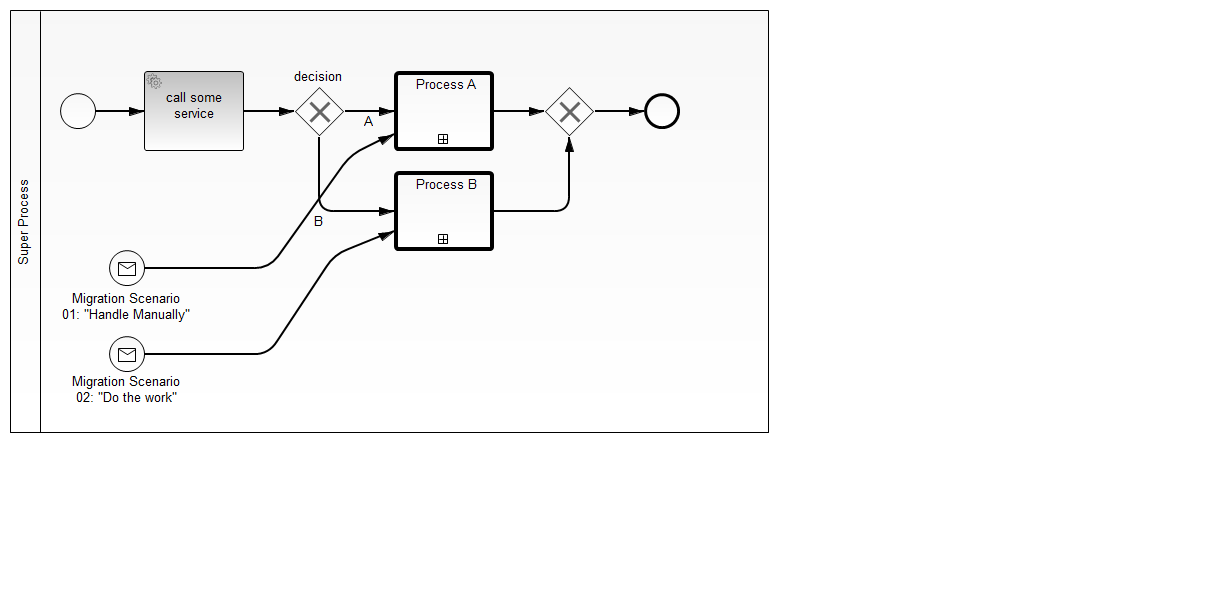 Super Process
call some
service
decision
A
Process A
B
Process B
Migration Scenario
01: "Handle Manually"
Migration Scenario
02: "Do the work"